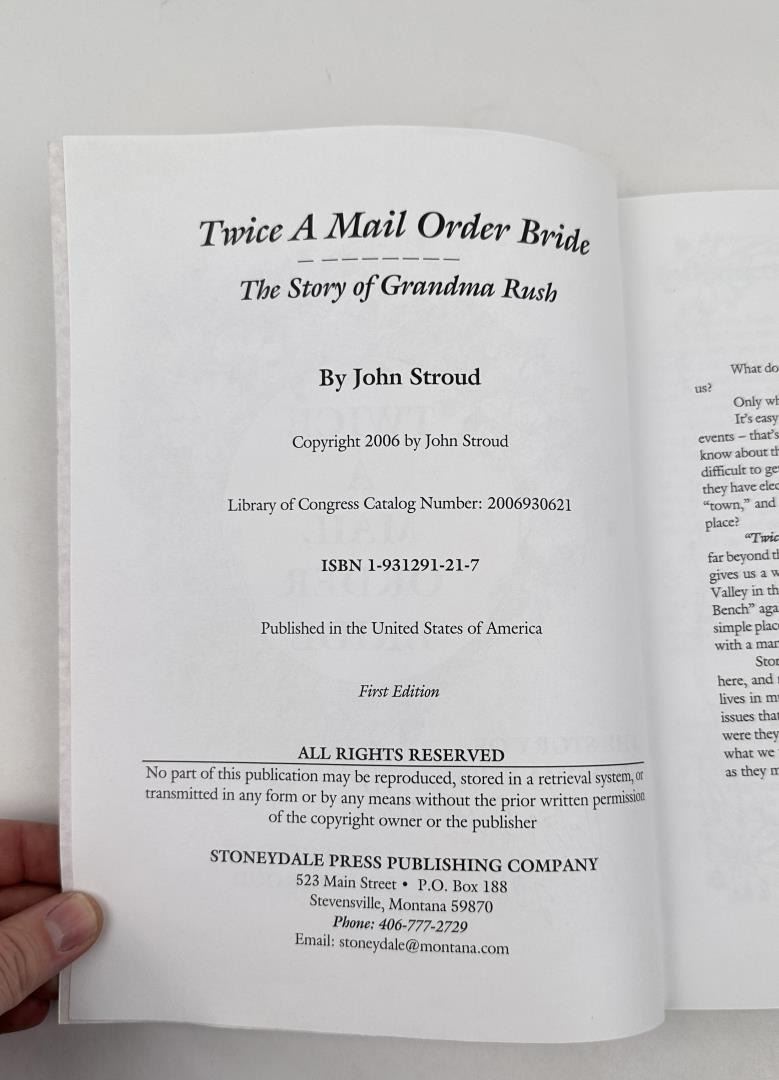 Twice A Mail Order Bride
The Story of Grandma Rush
By John Stroud
Copyright 2006 by John Stroud
Library of Congress Catalog Number: 2006930621
ISBN 1-931291-21-7
Published in the United States of America
First Edition
ALL RIGHTS RESERVED
No part of this publication may be reproduced, stored in a retrieval system, or
transmitted in any form or by any means without the prior written permission
of the copyright owner or the publisher
STONEYDALE PRESS PUBLISHING COMPANY
523 Main Street • P.O. Box 188
Stevensville, Montana 59870
Phone: 406-777-2729
Email: stoneydale@montana.com
What do
us?
Only
It's easy
events – that's
know about
difficult to
they have
"town," and
place?
far beyond
gives us a
Valley in the
Bench"
simple
with a
here, and
lives in
issues
were they
what we
as they